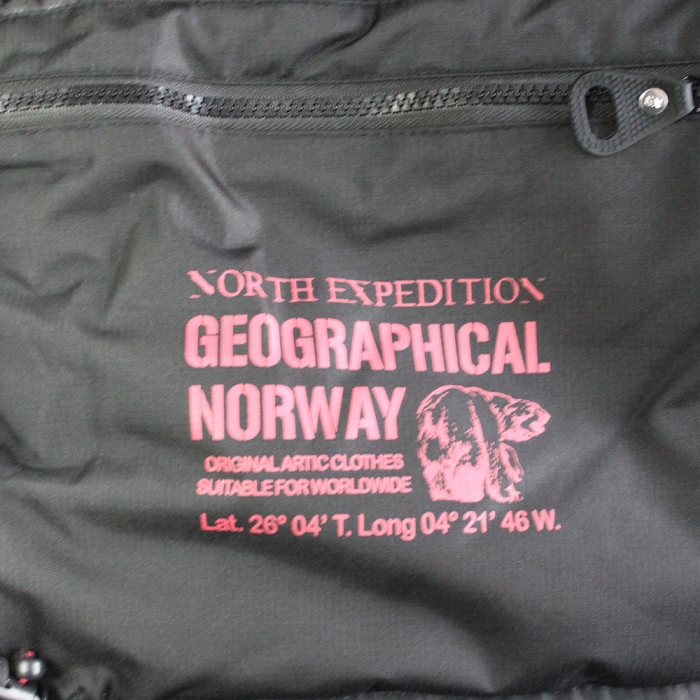 NORTH EXPEDITION
GEOGRAPHICAL
NORWAY
ORIGINAL ARTIC CLOTHES
SUITABLE FOR WORLDWIDE
Lat. 26° 04' T. Long 04° 21' 46 W.